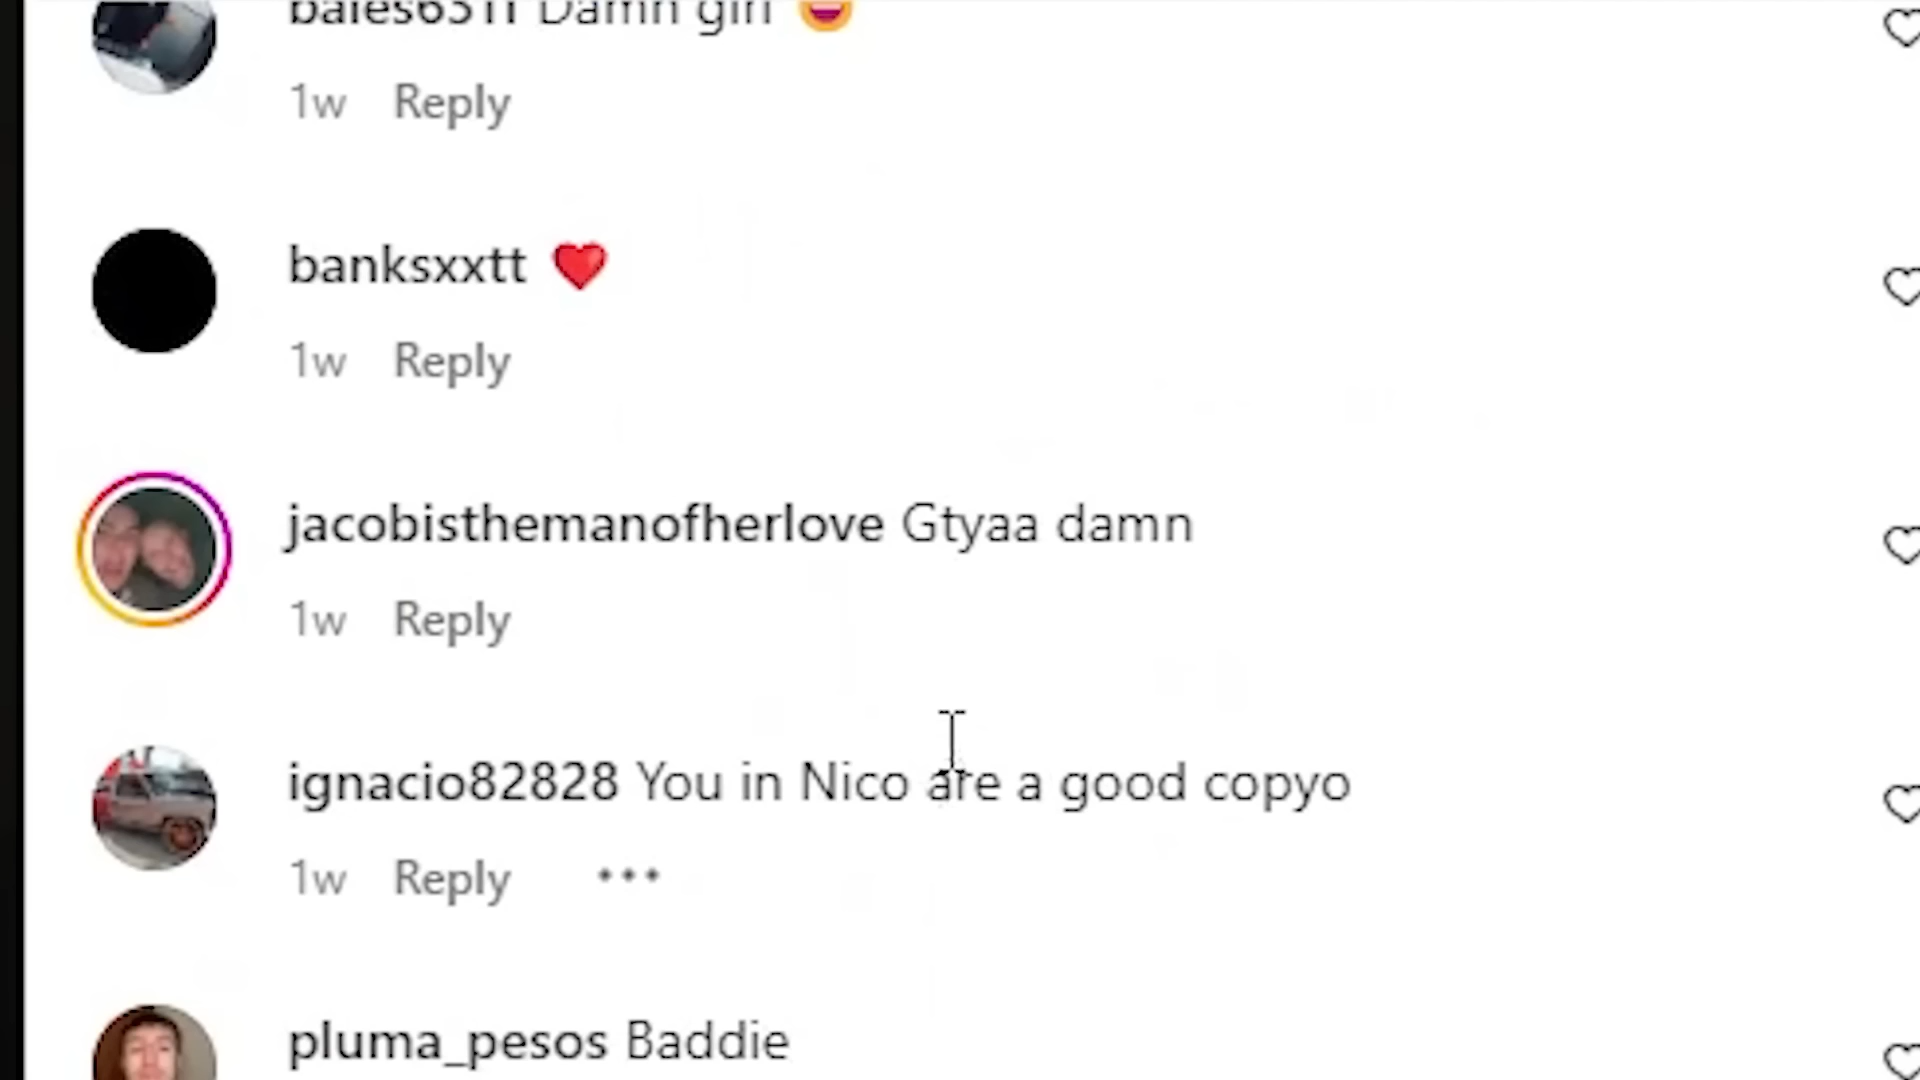 Damn girl
1w Reply
banksxxtt ❤️
1w Reply
jacobisthemanofherlove Gtyaa damn
1w Reply
ignacio82828 You in Nico are a good copyo
1w Reply •••
pluma_pesos Baddie